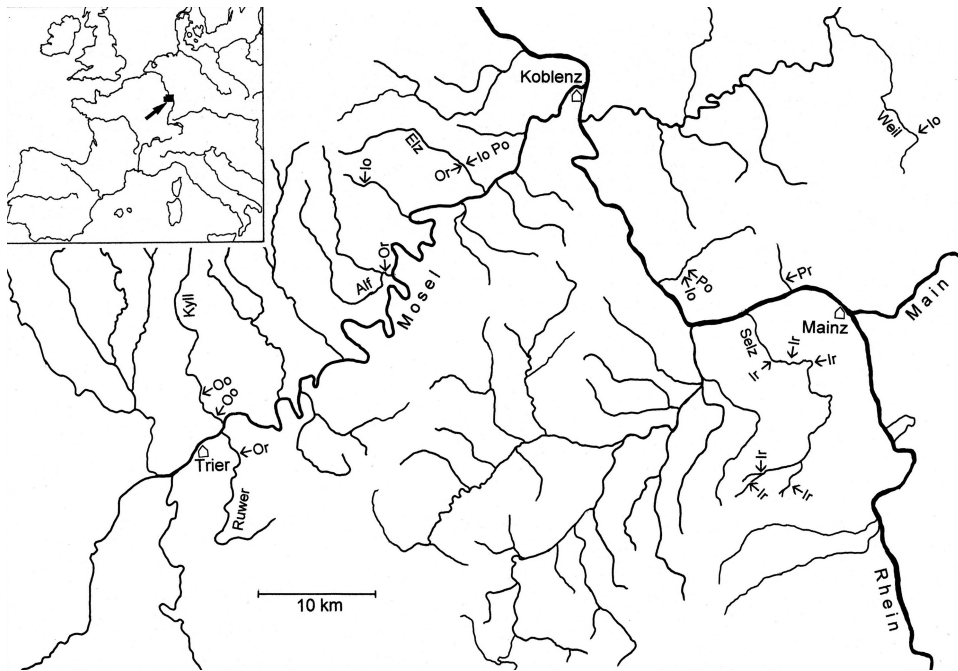 Koblenz
Weil
Io
Elz
Io Po
Or
Io
Or
Alf
Mosel
Kyll
Po
Io
Pr
Main
Mainz
Selz
Ir
Ir
Ir
Oo
Oo
Trier
Or
Ruwer
Ir
Ir
Ir
10 km
Rhein